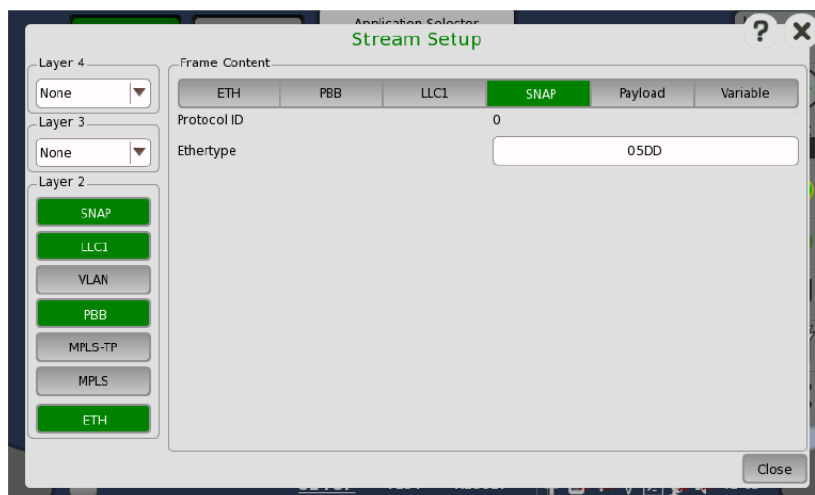 Application Selector
Stream Setup
?
Layer 4
None
Layer 3
None
Layer 2
SNAP
LLC1
VLAN
PBB
MPLS-TP
MPLS
ETH
Frame Content
ETH PBB LLC1 SNAP Payload Variable
Protocol ID 0
Ethertype 05DD
Close